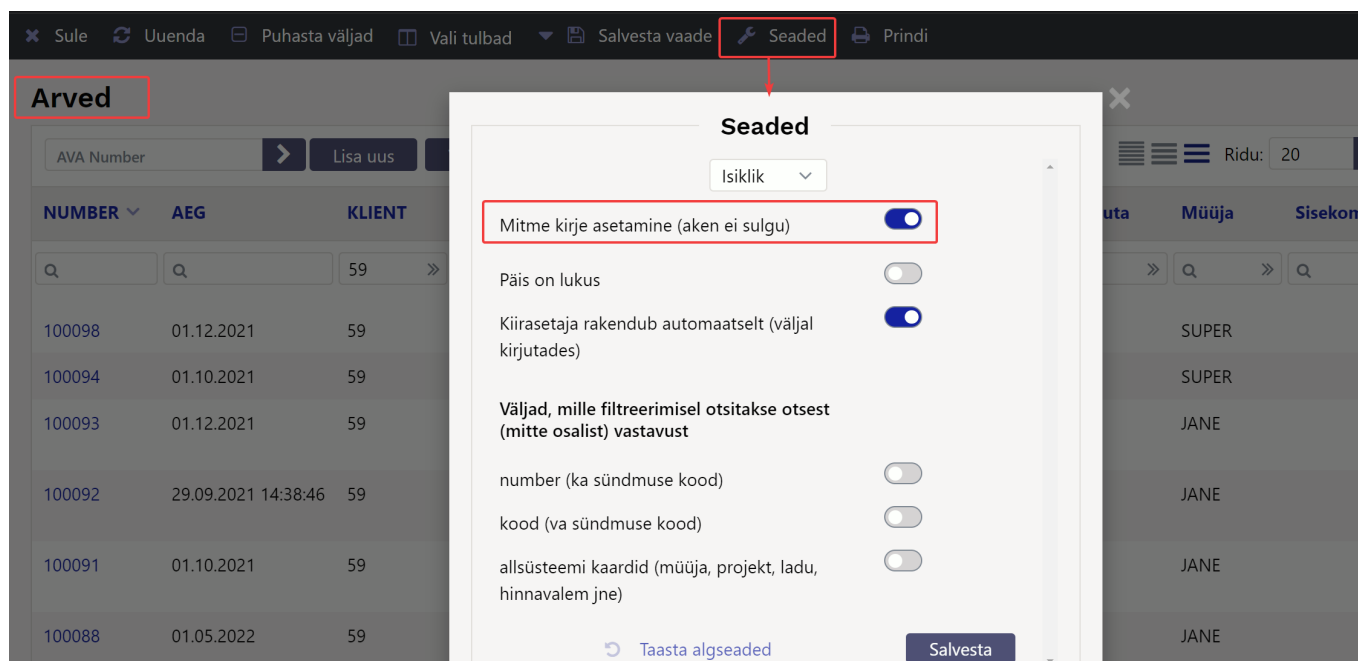 Sule Uuenda Puhasta väljad Vali tulbad Salvesta vaade Seaded Prindi
Arved
AVA Number Lisa uus Ridu: 20
NUMBER AEG KLIENT uta Müüja Sisekom
59
100098 01.12.2021 59 SUPER
100094 01.10.2021 59 SUPER
100093 01.12.2021 59 JANE
100092 29.09.2021 14:38:46 59 JANE
100091 01.10.2021 59 JANE
100088 01.05.2022 59 JANE
Seaded
Isiklik
Mitme kirje asetamine (aken ei sulgu)
Päis on lukus
Kiirasetaja rakendub automaatselt (väljal
kirjutades)
Väljad, mille filtreerimisel otsitakse otsest
(mitte osalist) vastavust
number (ka sündmuse kood)
kood (va sündmuse kood)
allsüsteemi kaardid (müüja, projekt, ladu,
hinnavalem jne)
Taasta algseaded Salvesta